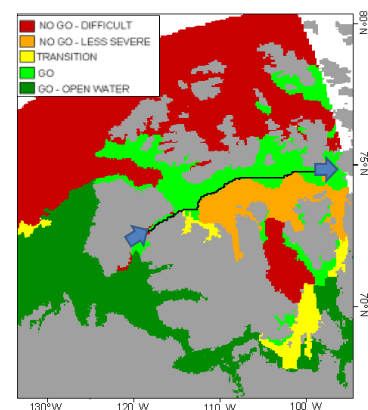 NO GO - DIFFICULT
NO GO - LESS SEVERE
TRANSITION
GO
GO - OPEN WATER
80°N
75°N
70°N
130°W
120 W
110 W
100 W